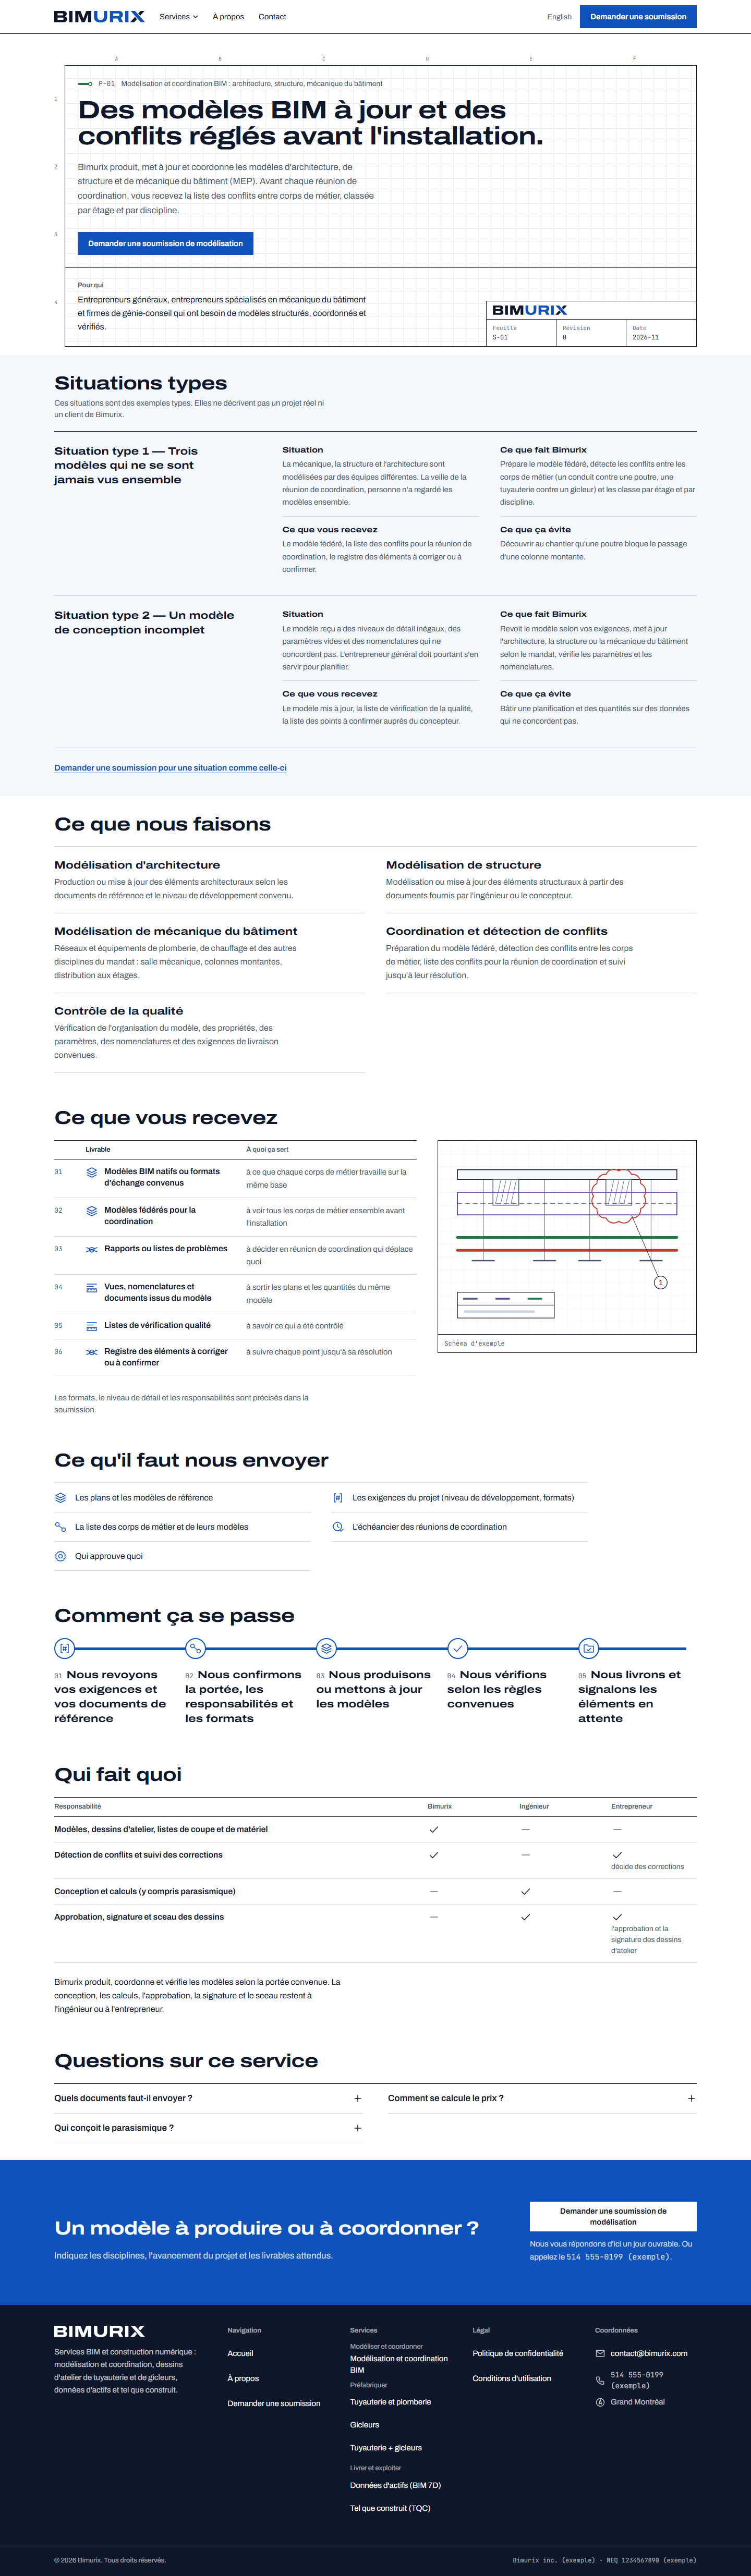 BIMURIX
Services
À propos
Contact
English
Demander une soumission
A
B
C
D
E
F
1
2
3
4
P-01 Modélisation et coordination BIM : architecture, structure, mécanique du bâtiment
Des modèles BIM à jour et des
conflits réglés avant l'installation.
Bimurix produit, met à jour et coordonne les modèles d'architecture, de
structure et de mécanique du bâtiment (MEP). Avant chaque réunion de
coordination, vous recevez la liste des conflits entre corps de métier, classée
par étage et par discipline.
Demander une soumission de modélisation
Pour qui
Entrepreneurs généraux, entrepreneurs spécialisés en mécanique du bâtiment
et firmes de génie-conseil qui ont besoin de modèles structurés, coordonnés et
vérifiés.
BIMURIX
Feuille
S-01
Révision
0
Date
2026-11
Situations types
Ces situations sont des exemples types. Elles ne décrivent pas un projet réel ni
un client de Bimurix.
Situation type 1 — Trois
modèles qui ne se sont
jamais vus ensemble
Situation
La mécanique, la structure et l'architecture sont
modélisées par des équipes différentes. La veille de la
réunion de coordination, personne n'a regardé les
modèles ensemble.
Ce que fait Bimurix
Prépare le modèle fédéré, détecte les conflits entre les
corps de métier (un conduit contre une poutre, une
tuyauterie contre un gicleur) et les classe par étage et par
discipline.
Ce que vous recevez
Le modèle fédéré, la liste des conflits pour la réunion de
coordination, le registre des éléments à corriger ou à
confirmer.
Ce que ça évite
Découvrir au chantier qu'une poutre bloque le passage
d'une colonne montante.
Situation type 2 — Un modèle
de conception incomplet
Situation
Le modèle reçu a des niveaux de détail inégaux, des
paramètres vides et des nomenclatures qui ne
concordent pas. L'entrepreneur général doit pourtant s'en
servir pour planifier.
Ce que fait Bimurix
Revoit le modèle selon vos exigences, met à jour
l'architecture, la structure ou la mécanique du bâtiment
selon le mandat, vérifie les paramètres et les
nomenclatures.
Ce que vous recevez
Le modèle mis à jour, la liste de vérification de la qualité,
la liste des points à confirmer auprès du concepteur.
Ce que ça évite
Bâtir une planification et des quantités sur des données
qui ne concordent pas.
Demander une soumission pour une situation comme celle-ci
Ce que nous faisons
Modélisation d'architecture
Production ou mise à jour des éléments architecturaux selon les
documents de référence et le niveau de développement convenu.
Modélisation de structure
Modélisation ou mise à jour des éléments structuraux à partir des
documents fournis par l'ingénieur ou le concepteur.
Modélisation de mécanique du bâtiment
Réseaux et équipements de plomberie, de chauffage et des autres
disciplines du mandat : salle mécanique, colonnes montantes,
distribution aux étages.
Coordination et détection de conflits
Préparation du modèle fédéré, détection des conflits entre les corps
de métier, liste des conflits pour la réunion de coordination et suivi
jusqu'à leur résolution.
Contrôle de la qualité
Vérification de l'organisation du modèle, des propriétés, des
paramètres, des nomenclatures et des exigences de livraison
convenues.
Ce que vous recevez
Livrable
À quoi ça sert
01
Modèles BIM natifs ou formats
d'échange convenus
à ce que chaque corps de métier travaille sur la
même base
02
Modèles fédérés pour la
coordination
à voir tous les corps de métier ensemble avant
l'installation
03
Rapports ou listes de problèmes
à décider en réunion de coordination qui déplace
quoi
04
Vues, nomenclatures et
documents issus du modèle
à sortir les plans et les quantités du même
modèle
05
Listes de vérification qualité
à savoir ce qui a été contrôlé
06
Registre des éléments à corriger
ou à confirmer
à suivre chaque point jusqu'à sa résolution
1
Schéma d'exemple
Les formats, le niveau de détail et les responsabilités sont précisés dans la
soumission.
Ce qu'il faut nous envoyer
Les plans et les modèles de référence
Les exigences du projet (niveau de développement, formats)
La liste des corps de métier et de leurs modèles
L'échéancier des réunions de coordination
Qui approuve quoi
Comment ça se passe
01 Nous revoyons
vos exigences et
vos documents de
référence
02 Nous confirmons
la portée, les
responsabilités et
les formats
03 Nous produisons
ou mettons à jour
les modèles
04 Nous vérifions
selon les règles
convenues
05 Nous livrons et
signalons les
éléments en
attente
Qui fait quoi
Responsabilité
Bimurix
Ingénieur
Entrepreneur
Modèles, dessins d'atelier, listes de coupe et de matériel
—
—
Détection de conflits et suivi des corrections
—
décide des corrections
Conception et calculs (y compris parasismique)
—
—
Approbation, signature et sceau des dessins
—
l'approbation et la
signature des dessins
d'atelier
Bimurix produit, coordonne et vérifie les modèles selon la portée convenue. La
conception, les calculs, l'approbation, la signature et le sceau restent à
l'ingénieur ou à l'entrepreneur.
Questions sur ce service
Quels documents faut-il envoyer ?
Comment se calcule le prix ?
Qui conçoit le parasismique ?
Un modèle à produire ou à coordonner ?
Indiquez les disciplines, l'avancement du projet et les livrables attendus.
Demander une soumission de
modélisation
Nous vous répondons d'ici un jour ouvrable. Ou
appelez le 514 555-0199 (exemple).
BIMURIX
Services BIM et construction numérique :
modélisation et coordination, dessins
d'atelier de tuyauterie et de gicleurs,
données d'actifs et tel que construit.
Navigation
Accueil
À propos
Demander une soumission
Services
Modéliser et coordonner
Modélisation et coordination
BIM
Préfabriquer
Tuyauterie et plomberie
Gicleurs
Tuyauterie + gicleurs
Livrer et exploiter
Données d'actifs (BIM 7D)
Tel que construit (TQC)
Légal
Politique de confidentialité
Conditions d'utilisation
Coordonnées
contact@bimurix.com
514 555-0199
(exemple)
Grand Montréal
© 2026 Bimurix. Tous droits réservés.
Bimurix inc. (exemple) · NEQ 1234567890 (exemple)